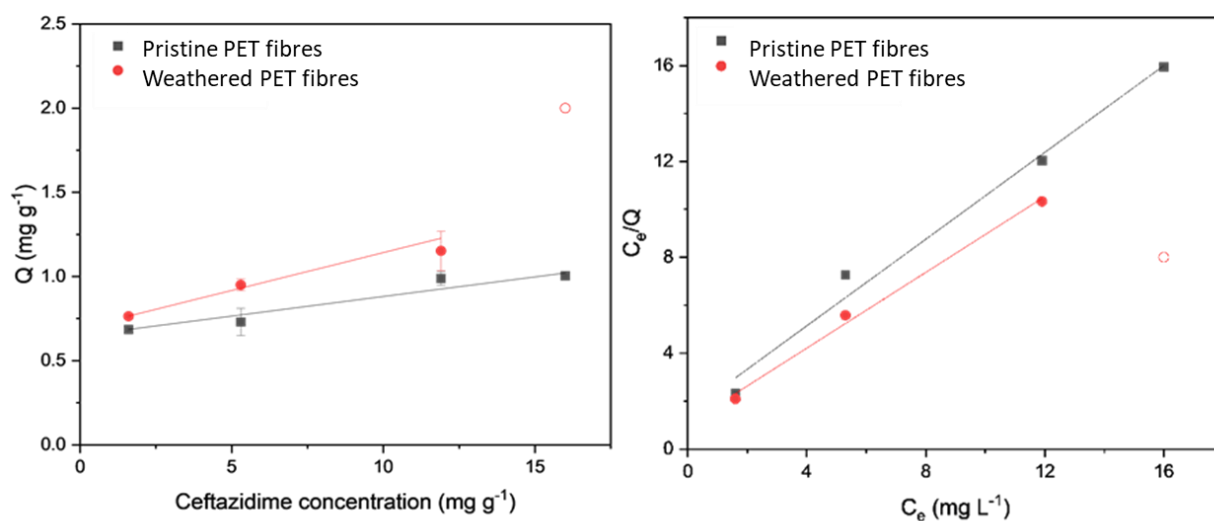 2.5
2.0
1.5
1.0
0.5
0.0
Q (mg g⁻¹)
Pristine PET fibres
Weathered PET fibres
0 5 10 15
Ceftazidime concentration (mg g⁻¹)
16
12
8
4
0
Cₑ/Q
Pristine PET fibres
Weathered PET fibres
0 4 8 12 16
Cₑ (mg L⁻¹)